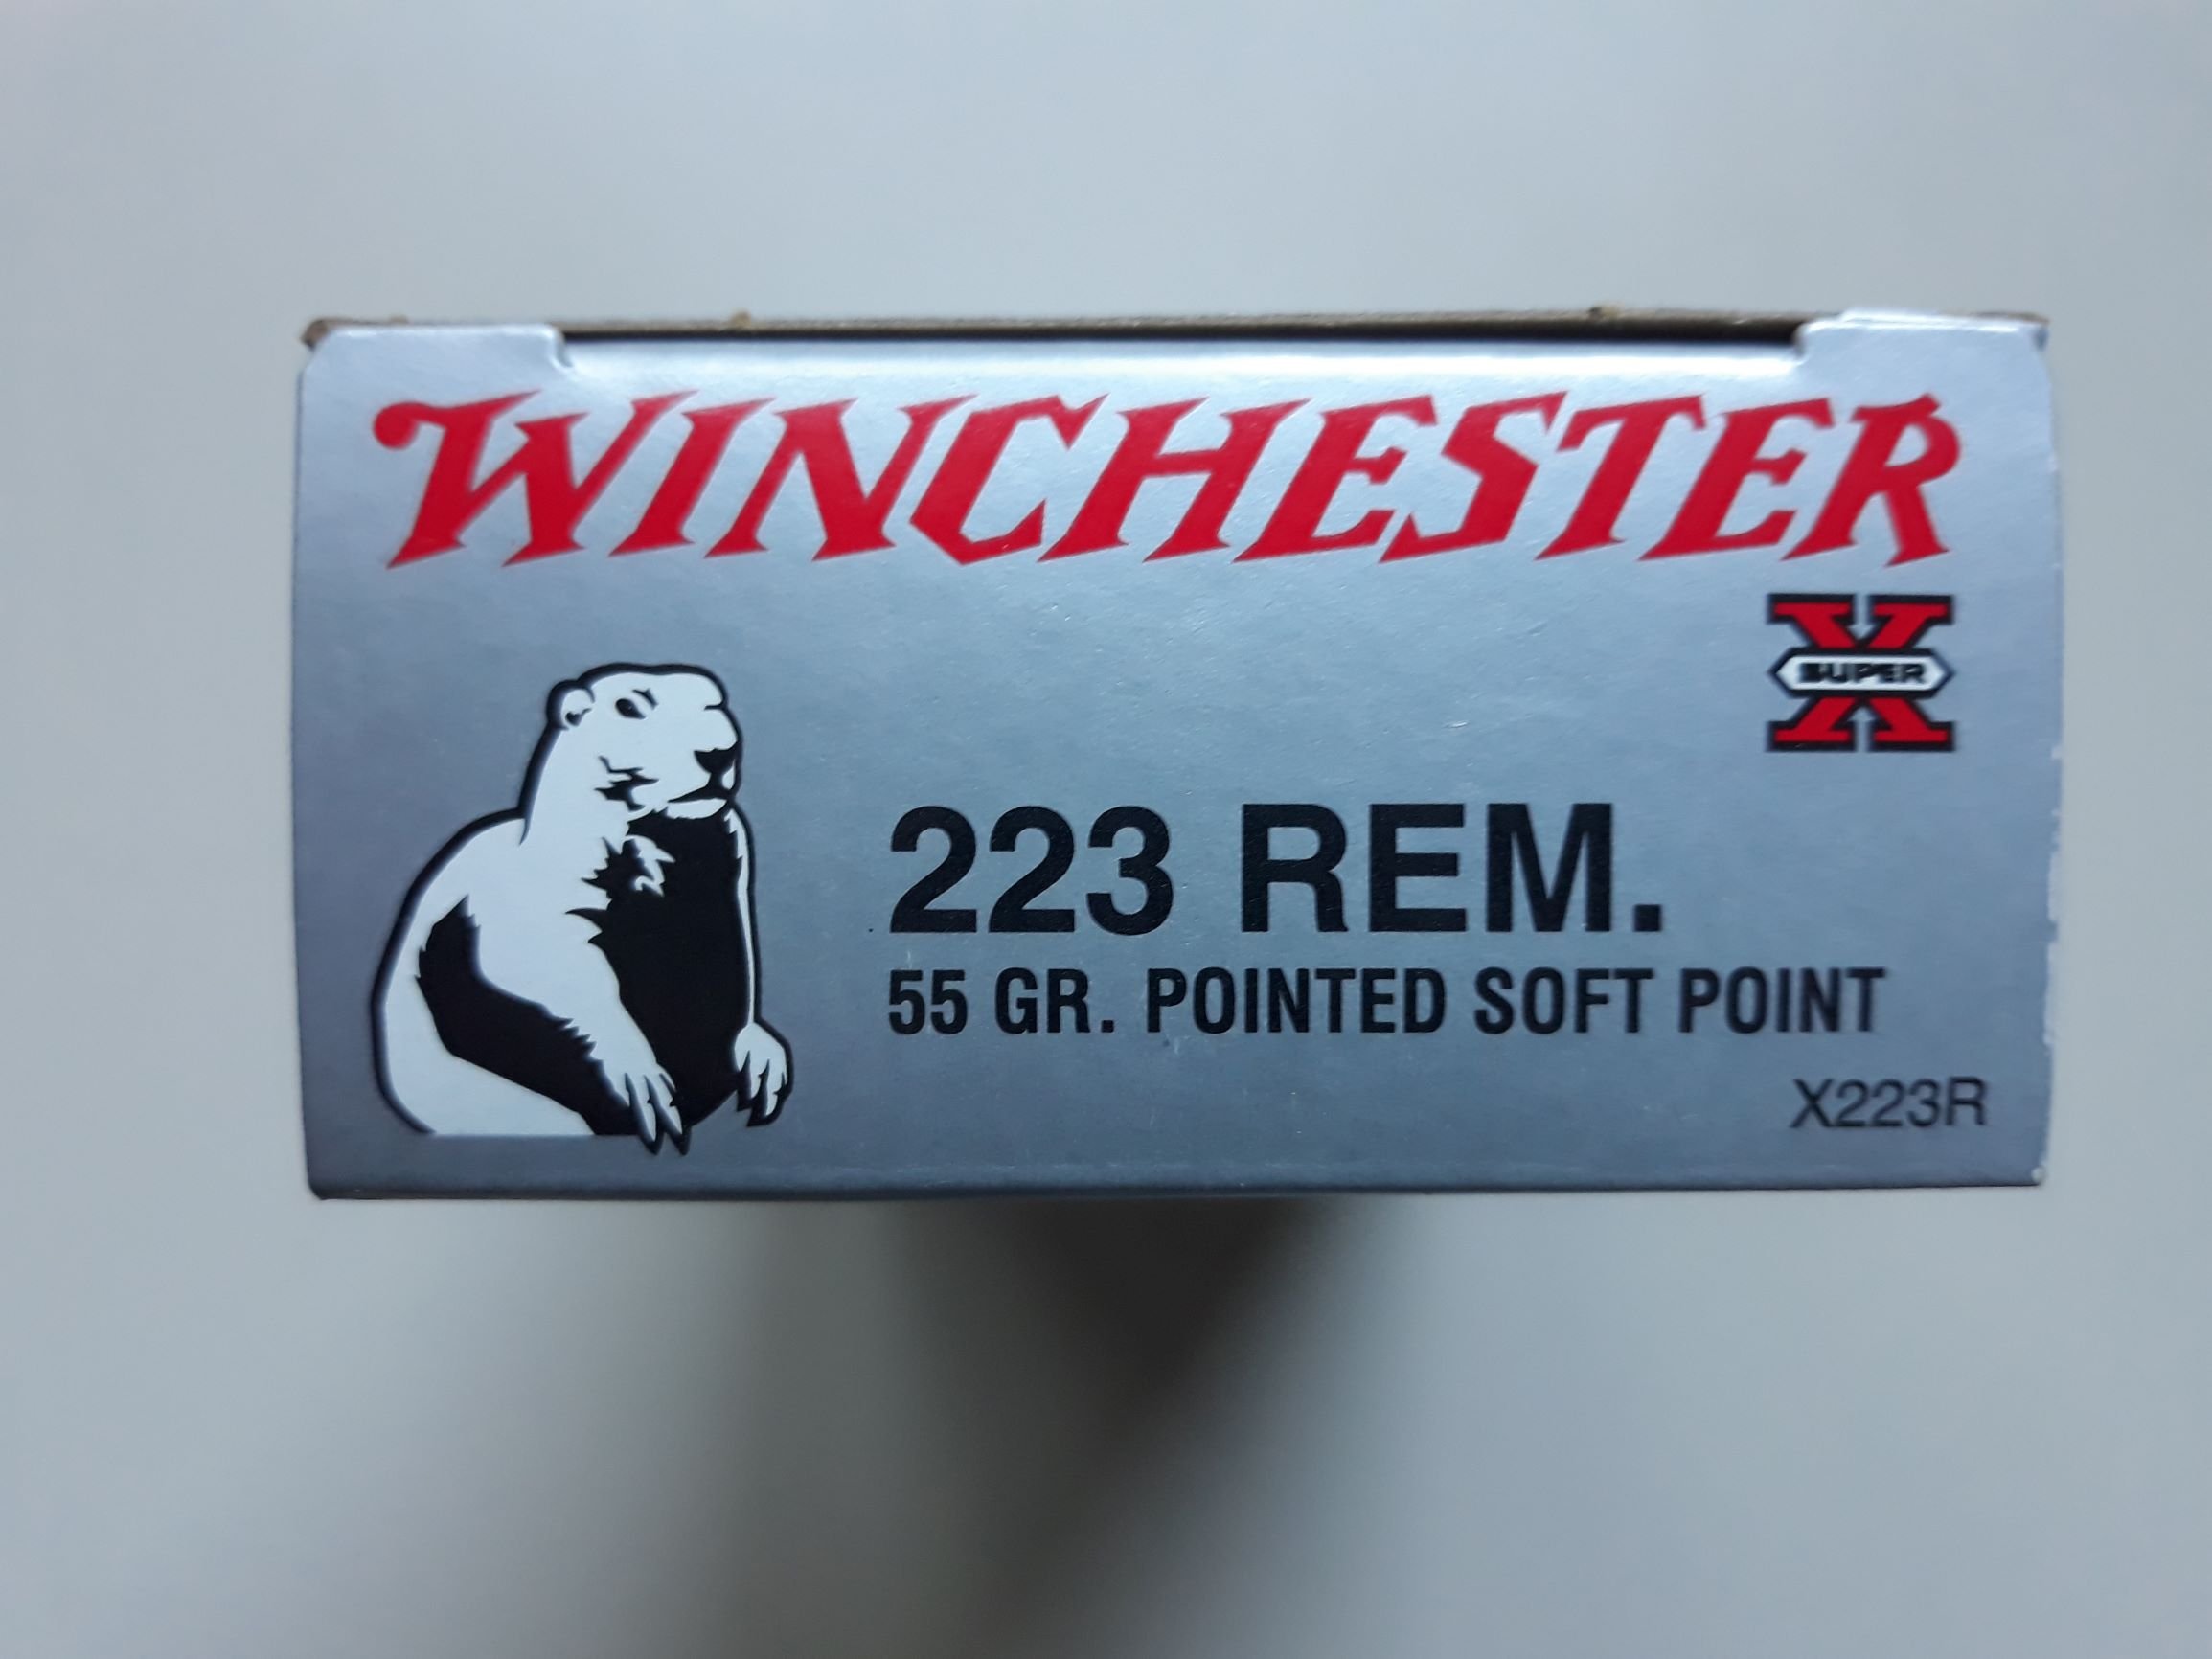 WINCHESTER
SUPER X
223 REM.
55 GR. POINTED SOFT POINT
X223R